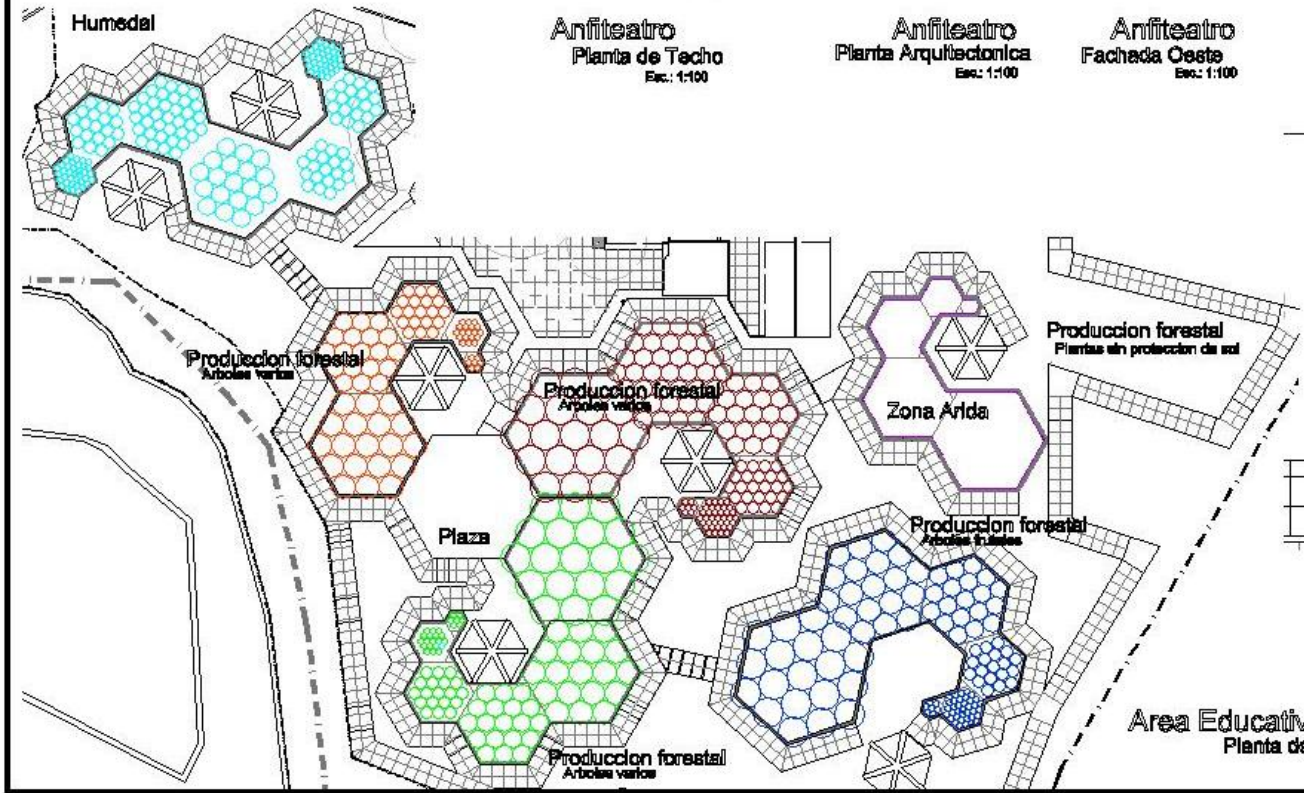 Humedal
Anfiteatro
Planta de Techo
Esc.: 1:100
Anfiteatro
Planta Arquitectonica
Esc.: 1:100
Anfiteatro
Fachada Oeste
Esc.: 1:100
Produccion forestal
Arboles varios
Produccion forestal
Arboles varios
Produccion forestal
Plantas sin proteccion de sol
Zona Arida
Plaza
Produccion forestal
Arboles frutales
Produccion forestal
Arboles varios
Area Educativ
Planta de